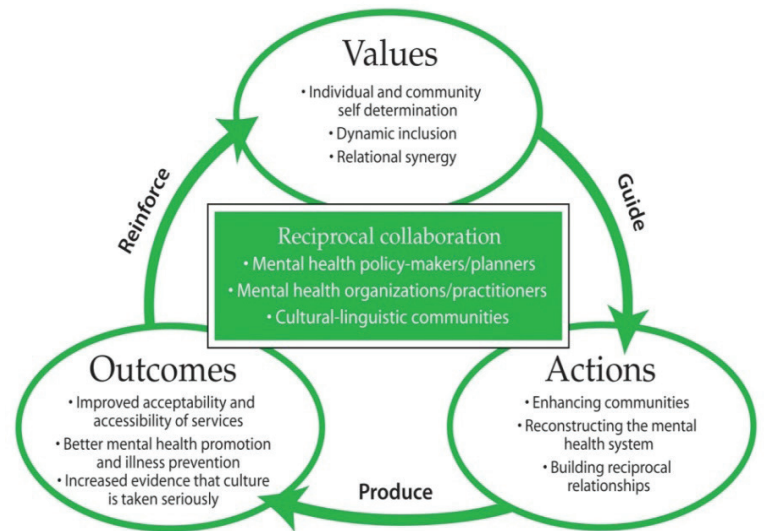 Values
• Individual and community
self determination
• Dynamic inclusion
• Relational synergy
Reinforce
Guide
Reciprocal collaboration
• Mental health policy-makers/planners
• Mental health organizations/practitioners
• Cultural-linguistic communities
Outcomes
• Improved acceptability and
accessibility of services
• Better mental health promotion
and illness prevention
• Increased evidence that culture
is taken seriously
Actions
• Enhancing communities
• Reconstructing the mental
health system
• Building reciprocal
relationships
Produce